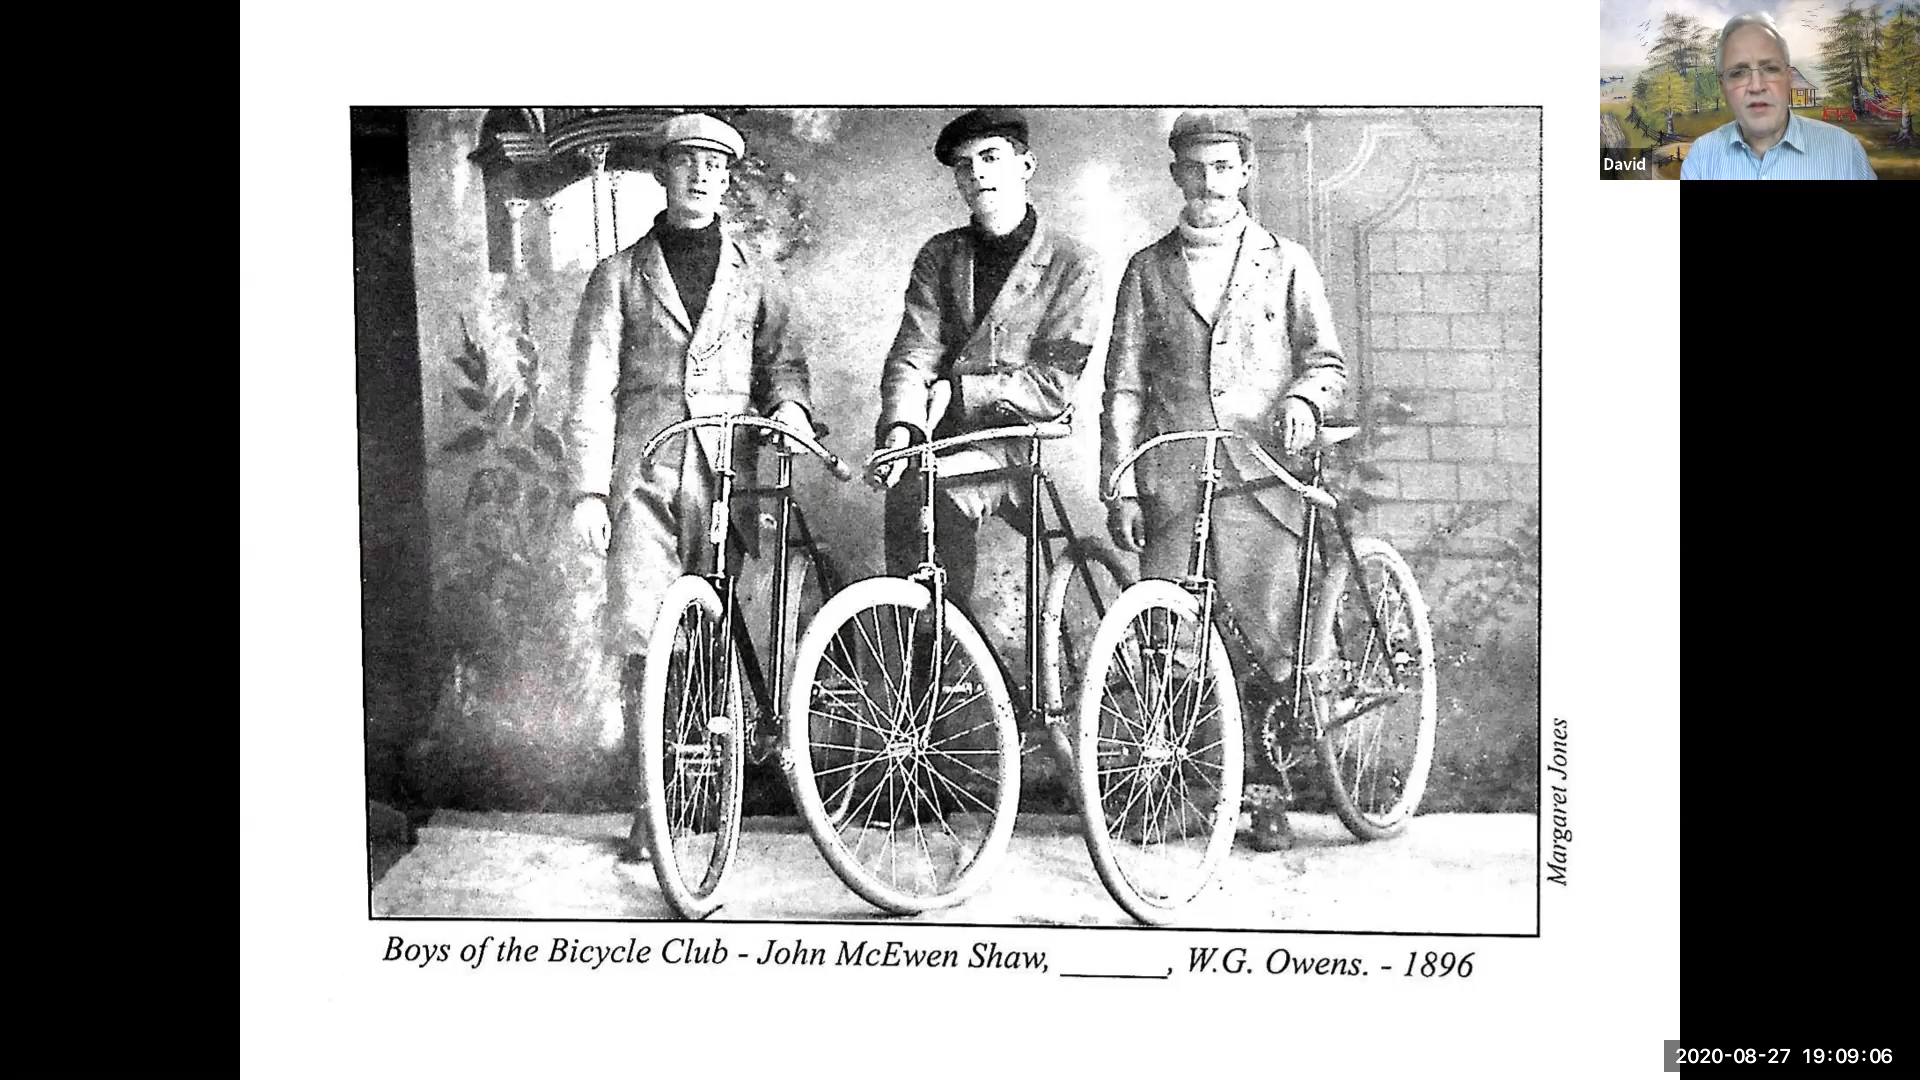 David
Margaret Jones
Boys of the Bicycle Club - John McEwen Shaw, ______, W.G. Owens. - 1896
2020-08-27 19:09:06